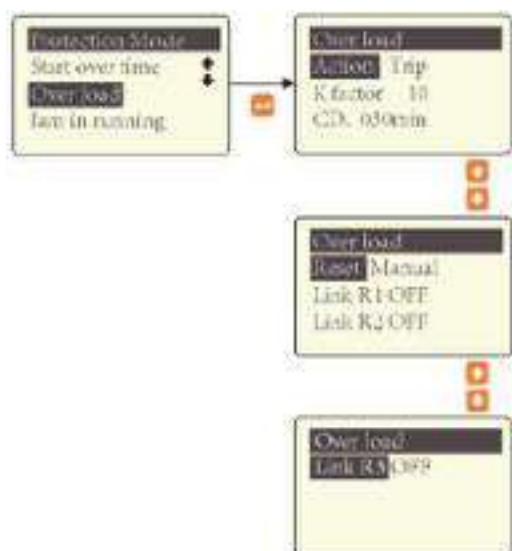 Protection Mode
Start over time
Over load
Jam in running
Over load
Action Trip
K factor 10
CD. 030min
Over load
Reset Manual
Link R1 OFF
Link R2 OFF
Over load
Link R3 OFF